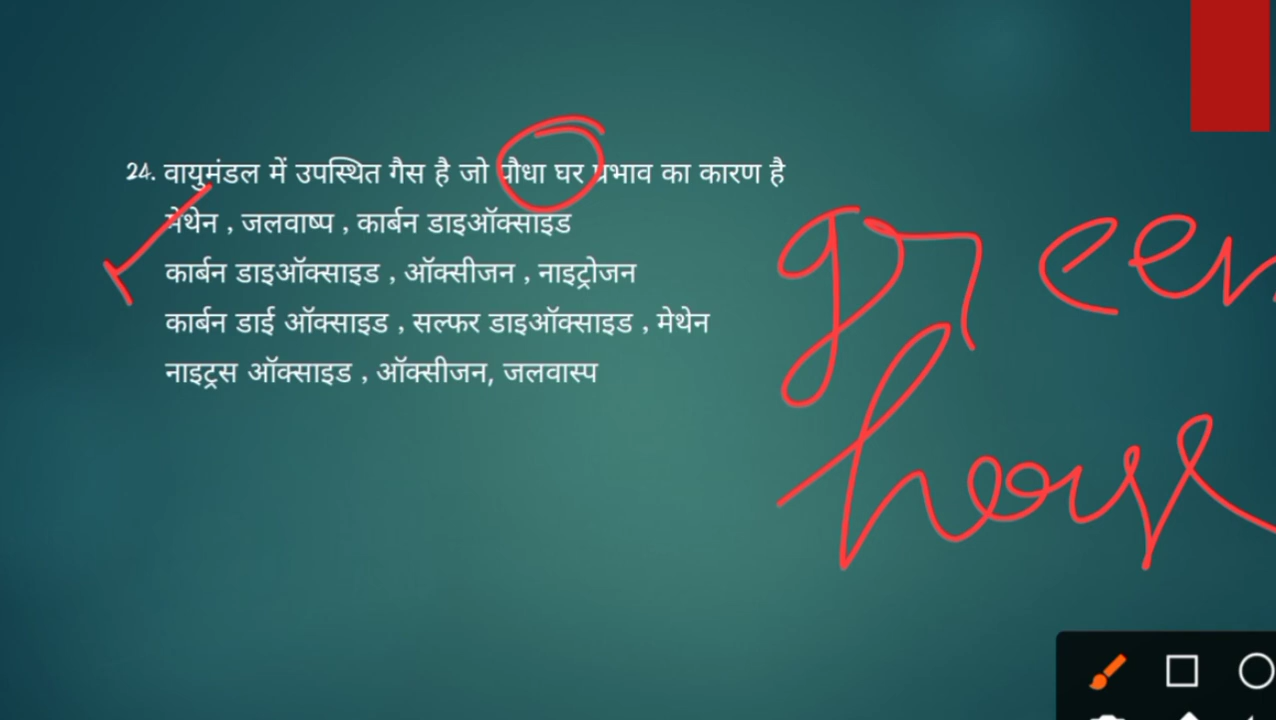 24. वायुमंडल में उपस्थित गैस है जो पौधा घर प्रभाव का कारण है
मेथेन , जलवाष्प , कार्बन डाइऑक्साइड
कार्बन डाइऑक्साइड , ऑक्सीजन , नाइट्रोजन
कार्बन डाई ऑक्साइड , सल्फर डाइऑक्साइड , मेथेन
नाइट्रस ऑक्साइड , ऑक्सीजन, जलवास्प
green
house